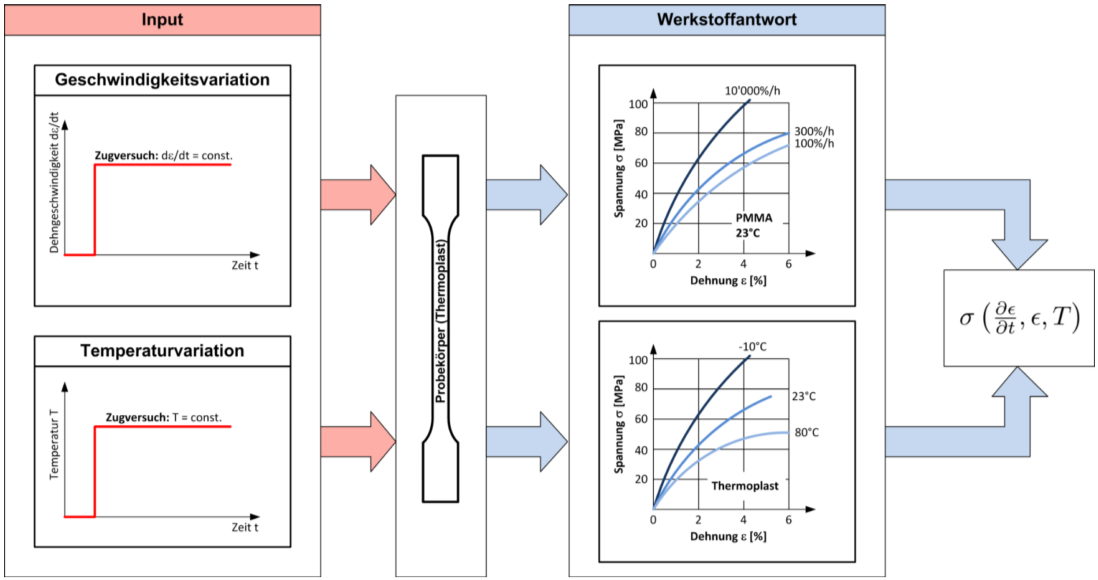 Input
Geschwindigkeitsvariation
Dehngeschwindigkeit dε/dt
Zugversuch: dε/dt = const.
Zeit t
Temperaturvariation
Temperatur T
Zugversuch: T = const.
Zeit t
Probekörper (Thermoplast)
Werkstoffantwort
10'000%/h
300%/h
100%/h
Spannung σ [MPa]
100
80
60
40
20
PMMA
23°C
0 2 4 6
Dehnung ε [%]
-10°C
23°C
80°C
Spannung σ [MPa]
100
80
60
40
20
Thermoplast
0 2 4 6
Dehnung ε [%]
σ (∂ϵ/∂t, ϵ, T)